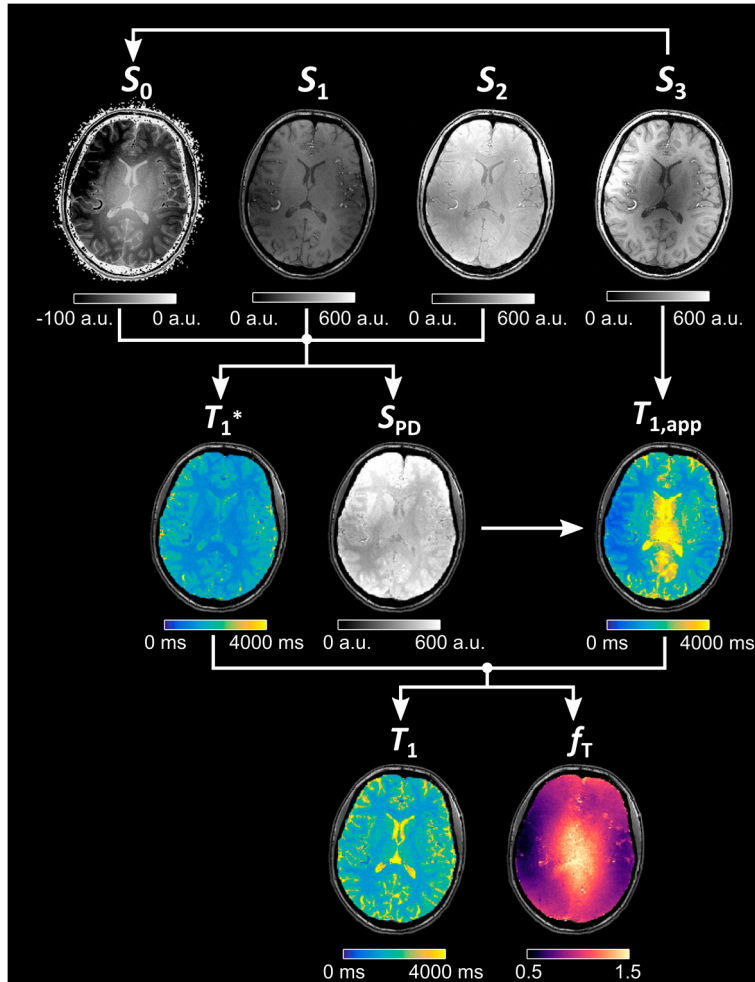 S0 S1 S2 S3
-100 a.u. 0 a.u. 0 a.u. 600 a.u. 0 a.u. 600 a.u. 0 a.u. 600 a.u.
T1* SPD T1,app
0 ms 4000 ms 0 a.u. 600 a.u. 0 ms 4000 ms
T1 fT
0 ms 4000 ms 0.5 1.5